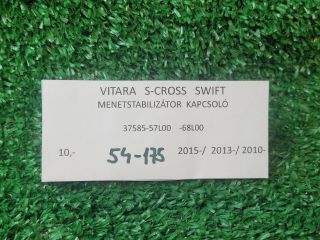 VITARA S-CROSS SWIFT
MENETSTABILIZÁTOR KAPCSOLÓ
37585-57L00 -68L00
10,- 54-175 2015-/ 2013-/ 2010-